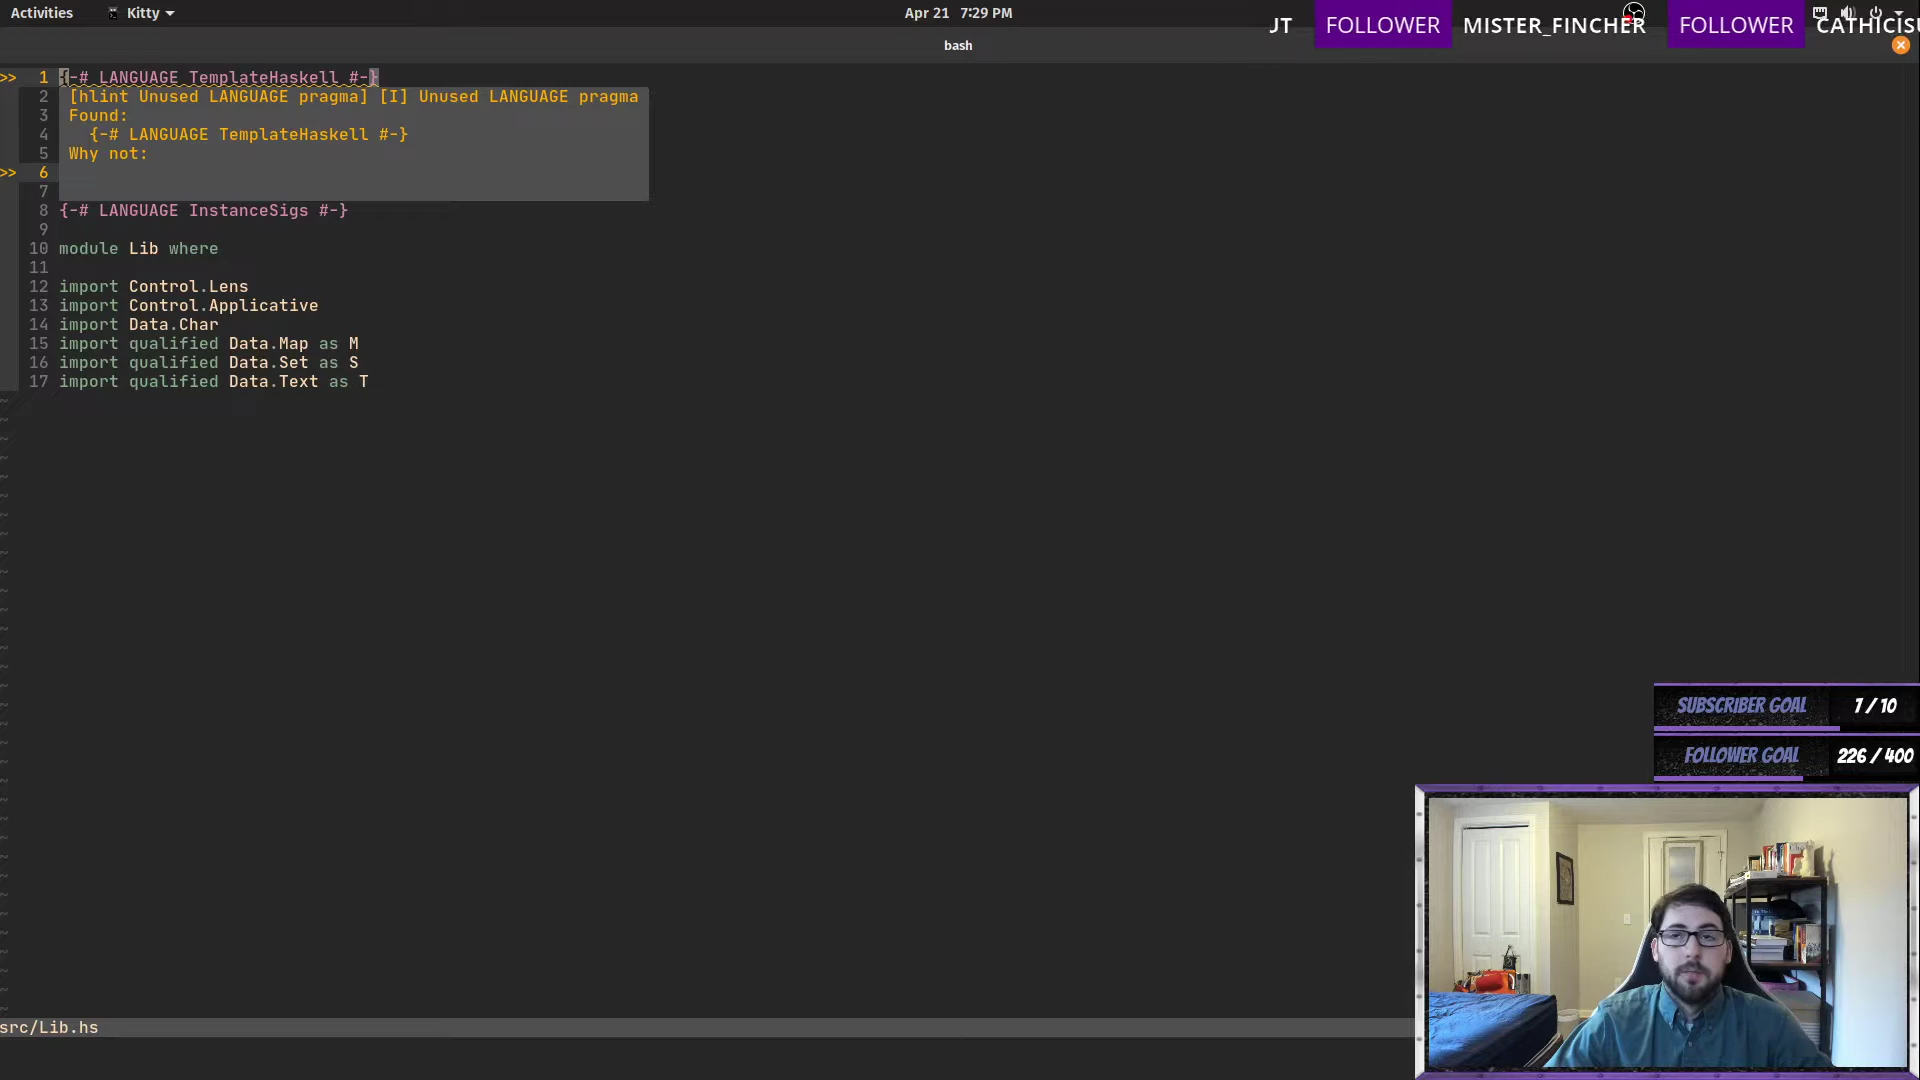 Activities
Kitty
Apr 21 7:29 PM
JT
FOLLOWER
MISTER_FINCHER
FOLLOWER
bash
>> 1 {-# LANGUAGE TemplateHaskell #-}
2 [hlint Unused LANGUAGE pragma] [I] Unused LANGUAGE pragma
3 Found:
4 {-# LANGUAGE TemplateHaskell #-}
5 Why not:
>> 6
7
8 {-# LANGUAGE InstanceSigs #-}
9
10 module Lib where
11
12 import Control.Lens
13 import Control.Applicative
14 import Data.Char
15 import qualified Data.Map as M
16 import qualified Data.Set as S
17 import qualified Data.Text as T
SUBSCRIBER GOAL 7 / 10
FOLLOWER GOAL 226 / 400
src/Lib.hs